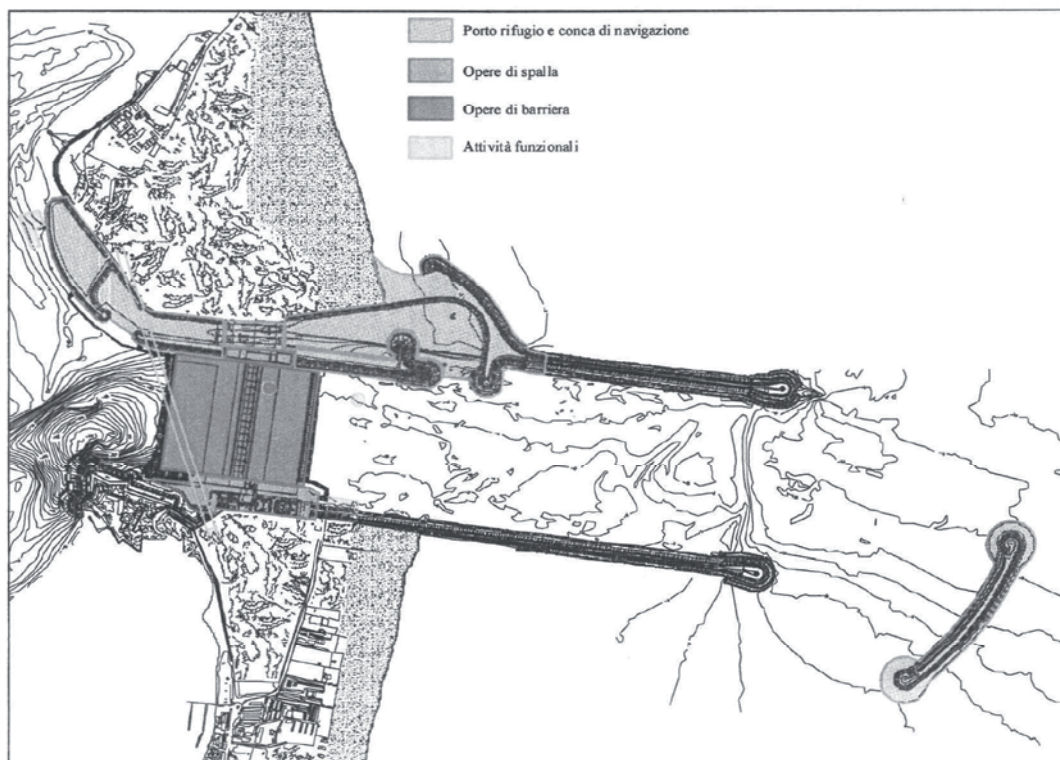 Porto rifugio e conca di navigazione
Opere di spalla
Opere di barriera
Attività funzionali